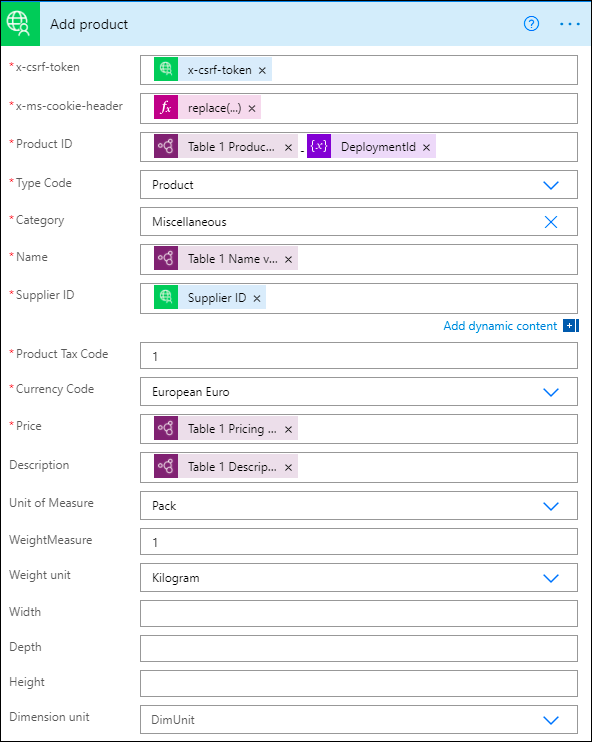 Add product
* x-csrf-token x-csrf-token ×
* x-ms-cookie-header fx replace(...) ×
* Product ID Table 1 Produc... × - {x} DeploymentId ×
* Type Code Product
* Category Miscellaneous
* Name Table 1 Name v... ×
* Supplier ID Supplier ID ×
Add dynamic content
* Product Tax Code 1
* Currency Code European Euro
* Price Table 1 Pricing ... ×
Description Table 1 Descrip... ×
Unit of Measure Pack
WeightMeasure 1
Weight unit Kilogram
Width
Depth
Height
Dimension unit DimUnit